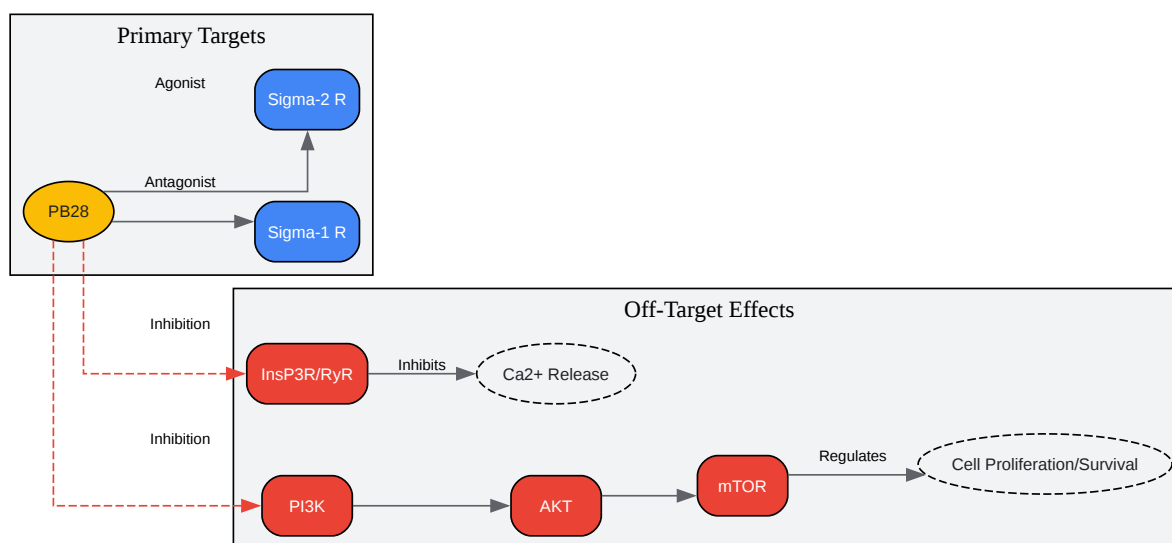 Primary Targets
Agonist
Sigma-2 R
Antagonist
PB28
Sigma-1 R
Off-Target Effects
Inhibition
InsP3R/RyR
Inhibits
Ca2+ Release
Inhibition
PI3K
AKT
mTOR
Regulates
Cell Proliferation/Survival